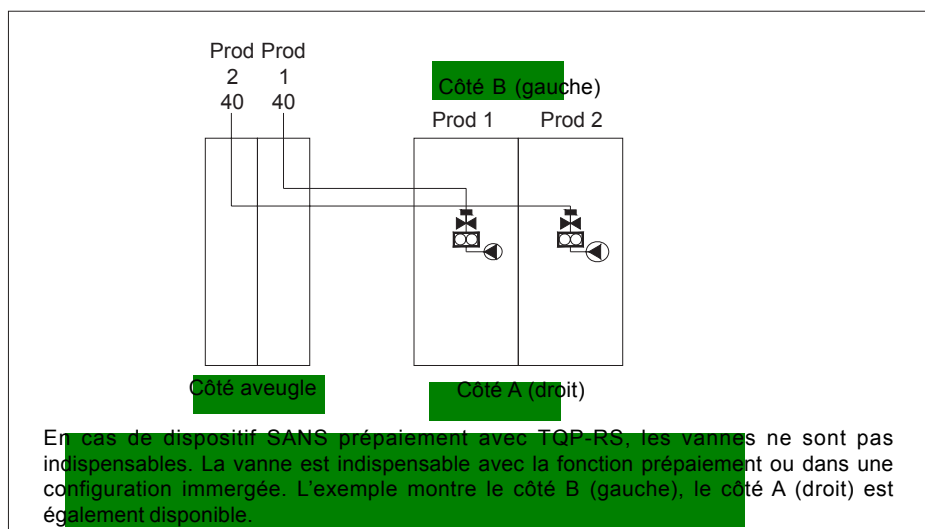 Prod Prod
2 1
40 40
Côté B (gauche)
Prod 1 Prod 2
Côté aveugle
Côté A (droit)
En cas de dispositif SANS prépaiement avec TQP-RS, les vannes ne sont pas
indispensables. La vanne est indispensable avec la fonction prépaiement ou dans une
configuration immergée. L'exemple montre le côté B (gauche), le côté A (droit) est
également disponible.